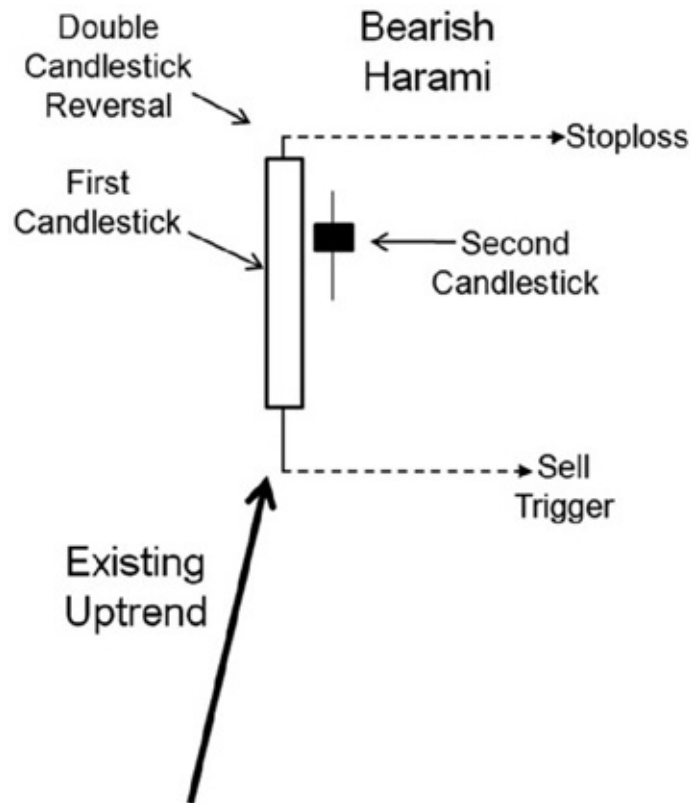 Double
Candlestick
Reversal
Bearish
Harami
Stoploss
First
Candlestick
Second
Candlestick
Sell
Trigger
Existing
Uptrend